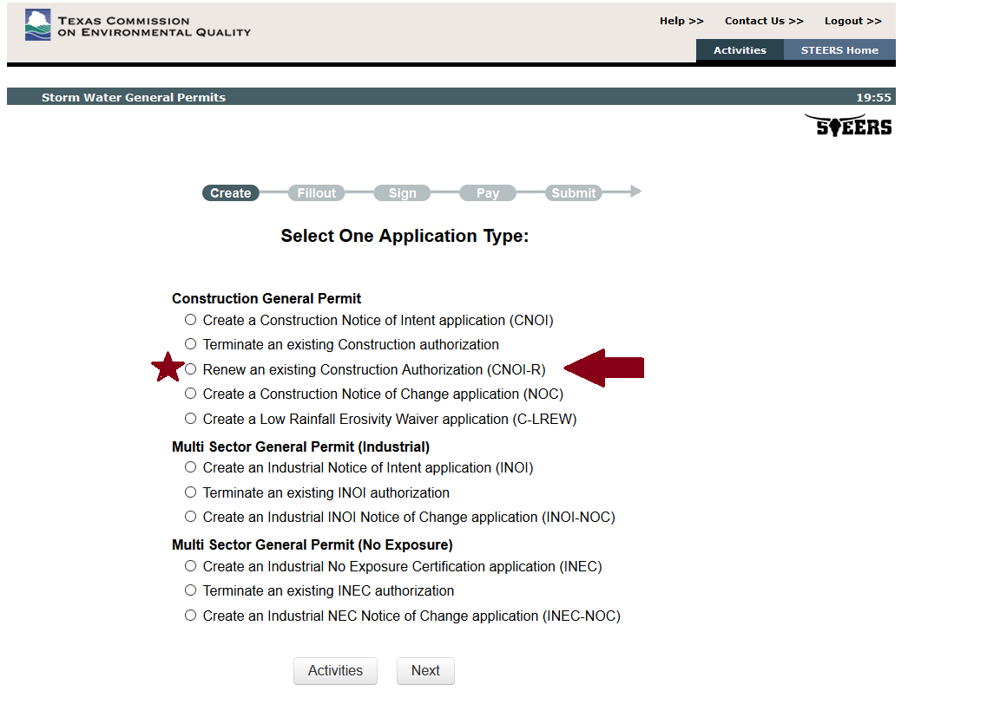 TEXAS COMMISSION
ON ENVIRONMENTAL QUALITY
Help >> Contact Us >> Logout >>
Activities STEERS Home
Storm Water General Permits 19:55
STEERS
Create Fillout Sign Pay Submit
Select One Application Type:
Construction General Permit
Create a Construction Notice of Intent application (CNOI)
Terminate an existing Construction authorization
Renew an existing Construction Authorization (CNOI-R)
Create a Construction Notice of Change application (NOC)
Create a Low Rainfall Erosivity Waiver application (C-LREW)
Multi Sector General Permit (Industrial)
Create an Industrial Notice of Intent application (INOI)
Terminate an existing INOI authorization
Create an Industrial INOI Notice of Change application (INOI-NOC)
Multi Sector General Permit (No Exposure)
Create an Industrial No Exposure Certification application (INEC)
Terminate an existing INEC authorization
Create an Industrial NEC Notice of Change application (INEC-NOC)
Activities Next